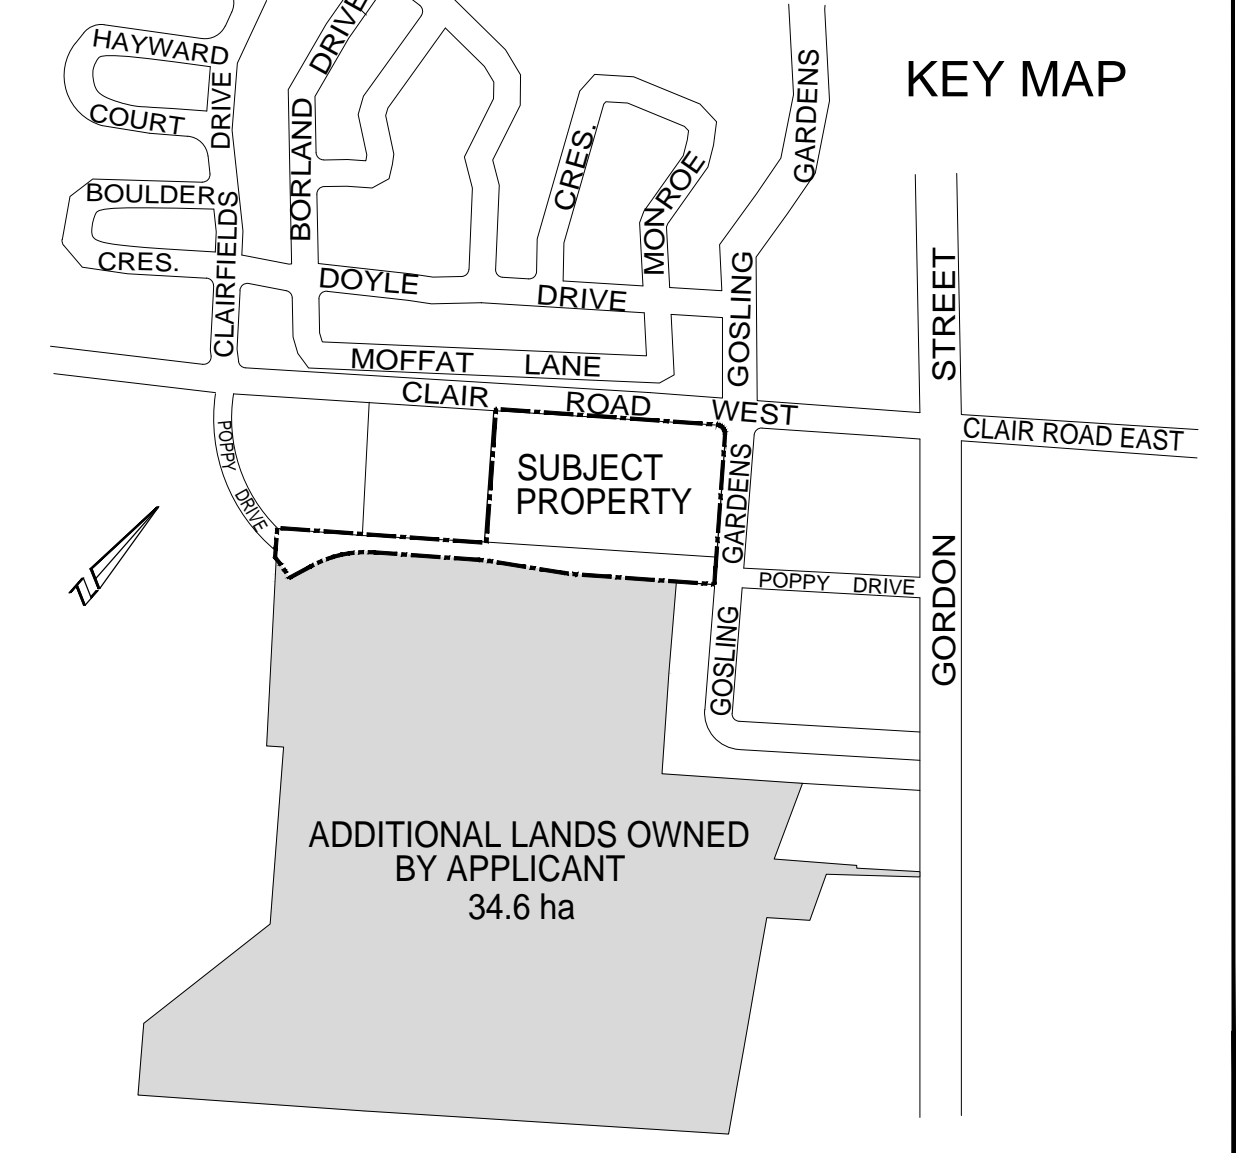 KEY MAP
HAYWARD
COURT
BOULDER
CRES.
CLAIRFIELDS DRIVE
BORLAND DRIVE
CRES.
MONROE
GOSLING GARDENS
DOYLE DRIVE
MOFFAT LANE
CLAIR ROAD WEST
CLAIR ROAD EAST
GORDON STREET
POPPY DRIVE
SUBJECT
PROPERTY
GOSLING GARDENS
POPPY DRIVE
N
ADDITIONAL LANDS OWNED
BY APPLICANT
34.6 ha